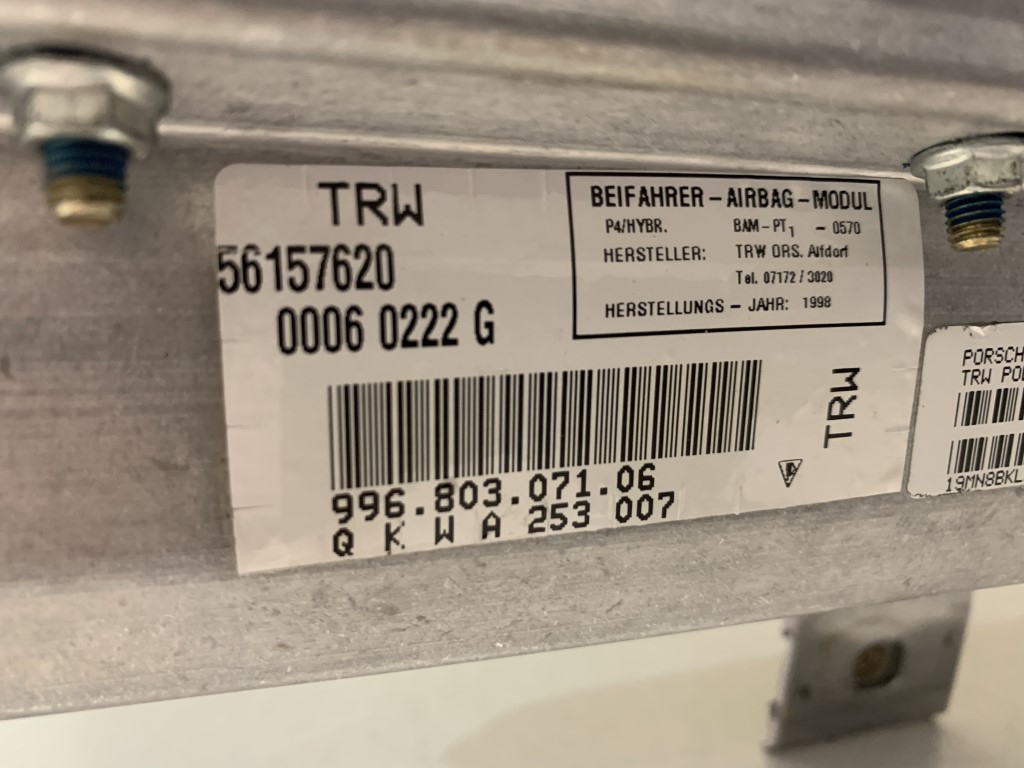 TRW
56157620
0006 0222 G
BEIFAHRER-AIRBAG-MODUL
P4/HYBR. BAM-PT1 - 0570
HERSTELLER: TRW ORS. Alfdorf
Tel. 07172 / 3020
HERSTELLUNGS - JAHR: 1998
996.803.071.06
Q K W A 253 007
TRW
PORSCH
TRW PO
19MN8BKL